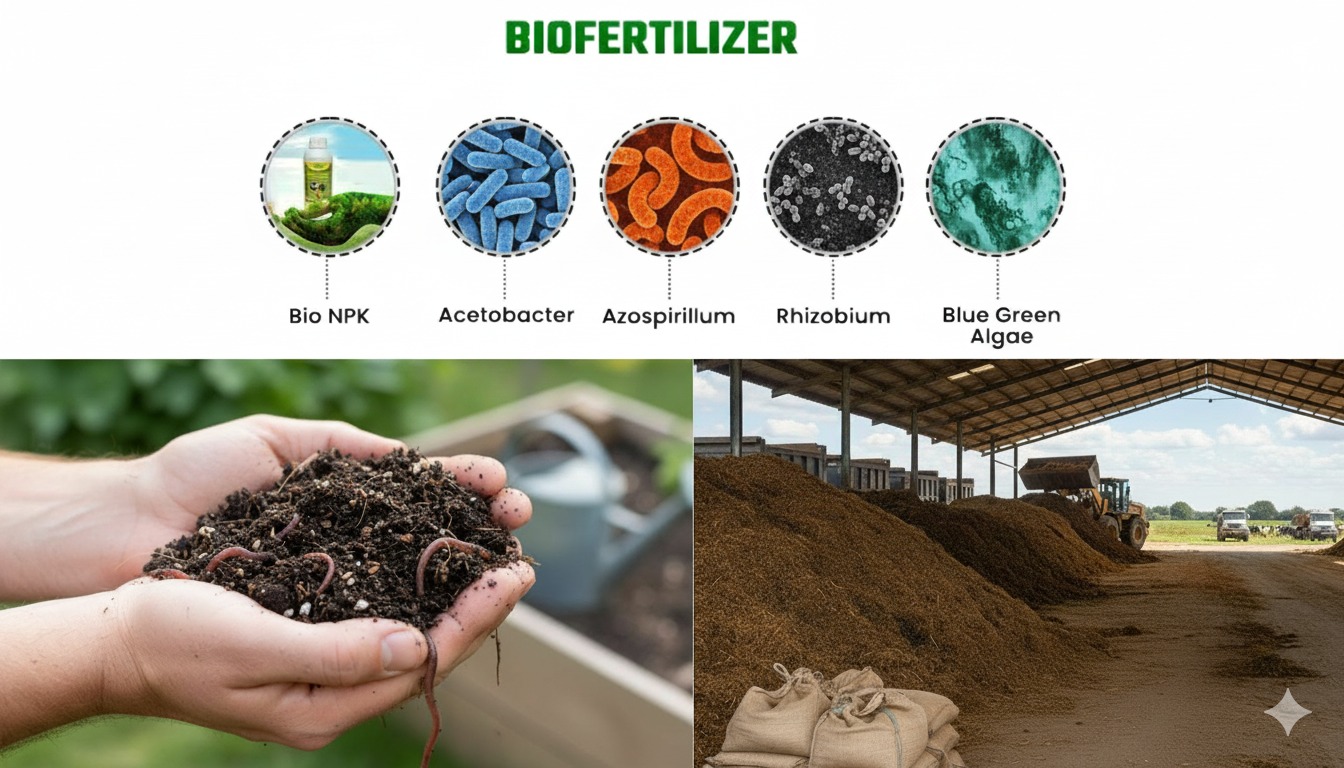 BIOFERTILIZER
Bio NPK
Acetobacter
Azospirillum
Rhizobium
Blue Green
Algae